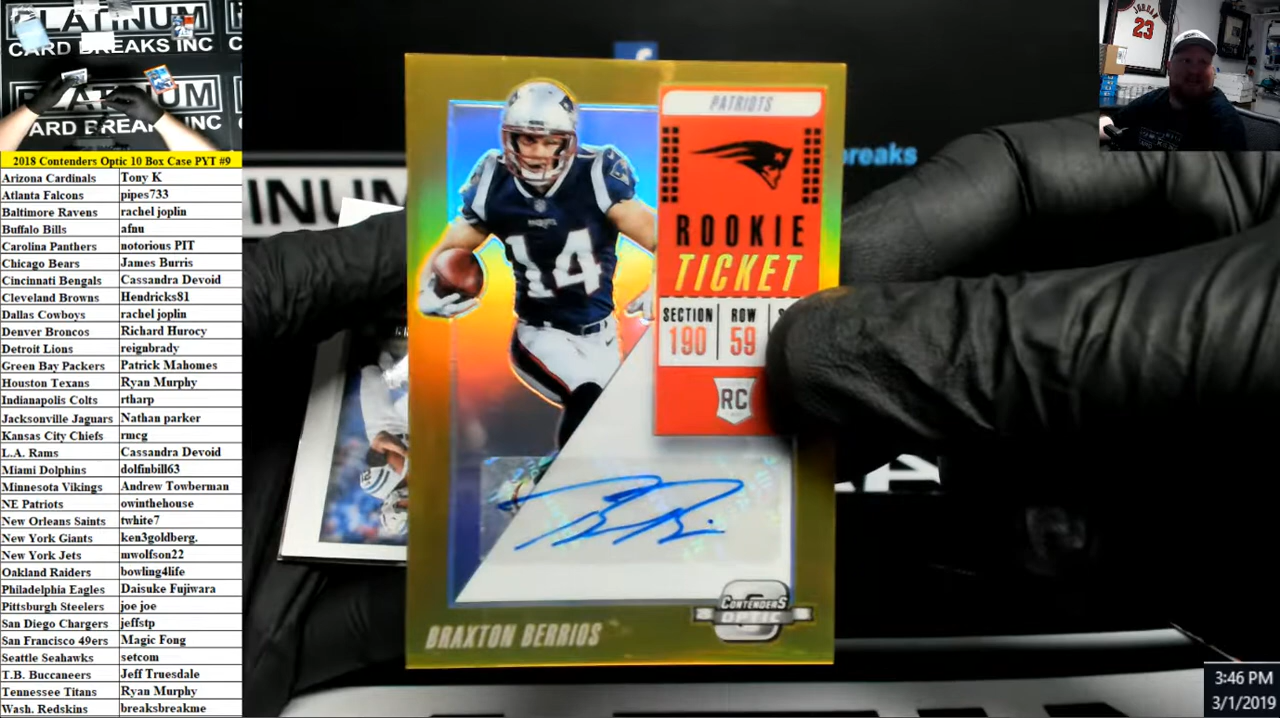 PLATINUM
CARD BREAKS INC
PLATINUM
CARD BREAKS INC
JORDAN
23
2018 Contenders Optic 10 Box Case PYT #9
Arizona Cardinals Tony K
Atlanta Falcons pipes733
Baltimore Ravens rachel joplin
Buffalo Bills afnu
Carolina Panthers notorious PIT
Chicago Bears James Burris
Cincinnati Bengals Cassandra Devoid
Cleveland Browns Hendricks81
Dallas Cowboys rachel joplin
Denver Broncos Richard Hurocy
Detroit Lions reignbrady
Green Bay Packers Patrick Mahomes
Houston Texans Ryan Murphy
Indianapolis Colts rtharp
Jacksonville Jaguars Nathan parker
Kansas City Chiefs rmcg
L.A. Rams Cassandra Devoid
Miami Dolphins dolfinbill63
Minnesota Vikings Andrew Towberman
NE Patriots owinthehouse
New Orleans Saints twhite7
New York Giants ken3goldberg.
New York Jets mwolfson22
Oakland Raiders bowling4life
Philadelphia Eagles Daisuke Fujiwara
Pittsburgh Steelers joe joe
San Diego Chargers jeffstp
San Francisco 49ers Magic Fong
Seattle Seahawks setcom
T.B. Buccaneers Jeff Truesdale
Tennessee Titans Ryan Murphy
Wash. Redskins breaksbreakme
INUM
breaks
PATRIOTS
ROOKIE
TICKET
SECTION ROW
190 59
RC
14
CONTENDERS
OPTIC
BRAXTON BERRIOS
3:46 PM
3/1/2019